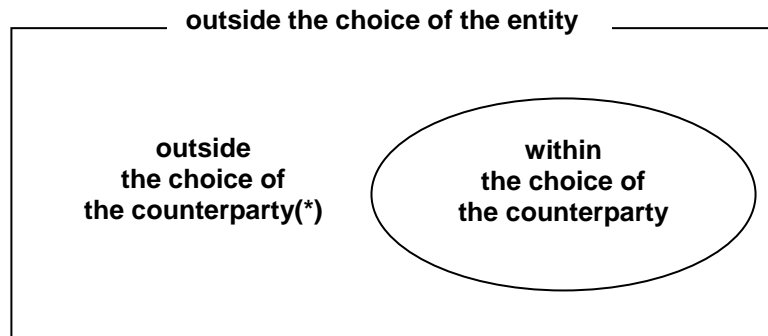 outside the choice of the entity
outside
the choice of
the counterparty(*)
within
the choice of
the counterparty